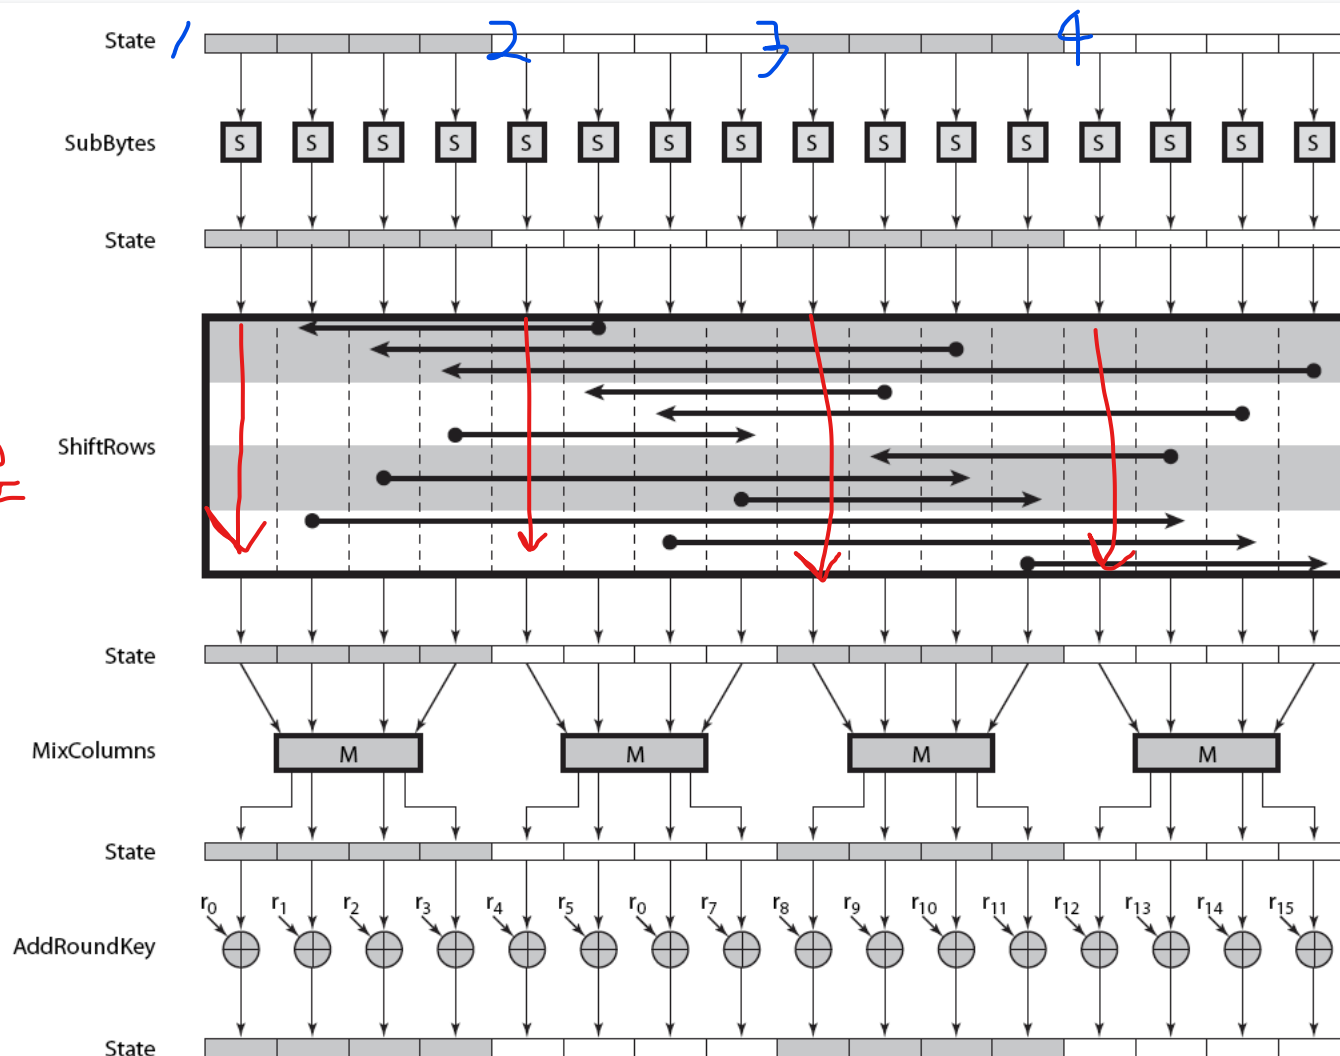 1 2 3 4
State
SubBytes S S S S S S S S S S S S S S S S
State
ShiftRows
State
MixColumns M M M M
State
r0 r1 r2 r3 r4 r5 r0 r7 r8 r9 r10 r11 r12 r13 r14 r15
AddRoundKey
State